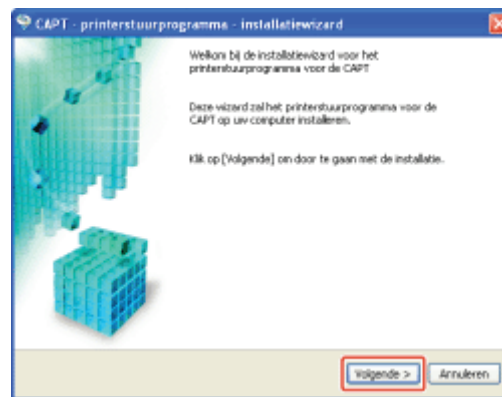 CAPT - printerstuurprogramma - installatiewizard
Welkom bij de installatiewizard voor het
printerstuurprogramma voor de CAPT
Deze wizard zal het printerstuurprogramma voor de
CAPT op uw computer installeren.
Klik op [Volgende] om door te gaan met de installatie.
Volgende >
Annuleren